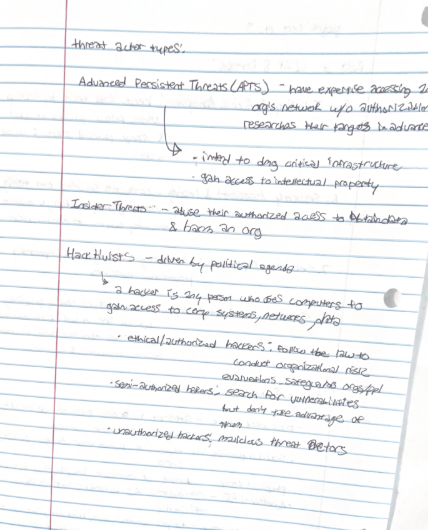 threat actor types:
Advanced Persistent Threats (APTS) - have expertise accessing
org's network w/o authorization
researches their targets in advance
- intend to dmg critical infrastructure
- gain access to intellectual property
Insider Threats: - abuse their authorized access to obtain data
& harm an org
Hacktivists - driven by political agenda
a hacker is any person who uses computers to
gain access to comp systems, networks, data
• ethical/authorized hackers: follow the law to
conduct organizational risk
evaluations, safeguards orgs/ppl
• semi-authorized hackers: search for vulnerabilities
but don't take advantage of
them
• unauthorized hackers; malicious threat actors